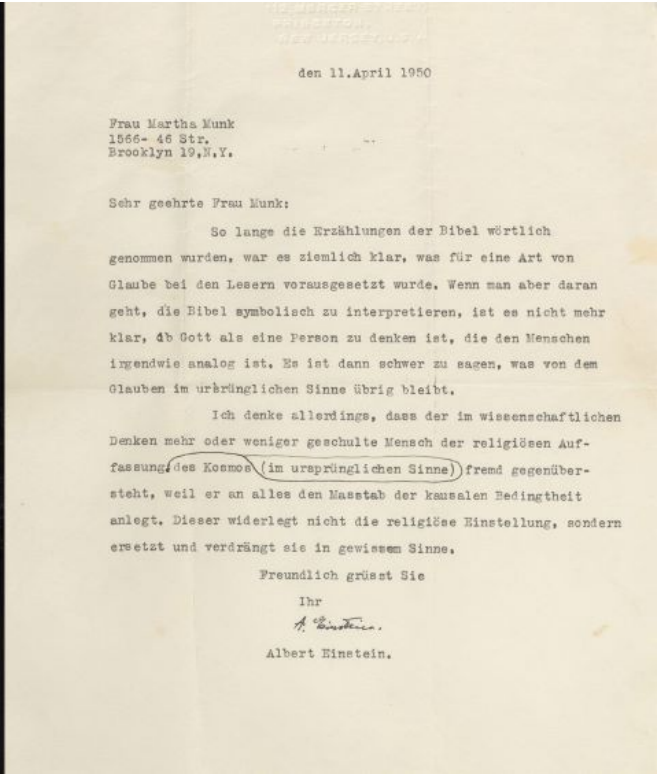 112, MERCER STREET
PRINCETON,
NEW JERSEY, U.S.A.
den 11.April 1950
Frau Martha Munk
1566- 46 Str.
Brooklyn 19,N.Y.
Sehr geehrte Frau Munk:
So lange die Erzählungen der Bibel wörtlich
genommen wurden, war es ziemlich klar, was für eine Art von
Glaube bei den Lesern vorausgesetzt wurde. Wenn man aber daran
geht, die Bibel symbolisch zu interpretieren, ist es nicht mehr
klar, ob Gott als eine Person zu denken ist, die den Menschen
irgendwie analog ist. Es ist dann schwer zu sagen, was von dem
Glauben im ursrünglichen Sinne übrig bleibt.
Ich denke allerdings, dass der im wissenschaftlichen
Denken mehr oder weniger geschulte Mensch der religiösen Auf-
fassung des Kosmos (im ursprünglichen Sinne) fremd gegenüber-
steht, weil er an alles den Masstab der kausalen Bedingtheit
anlegt. Dieser widerlegt nicht die religiöse Einstellung, sondern
ersetzt und verdrängt sie in gewissem Sinne.
Freundlich grüsst Sie
Ihr
A. Einstein.
Albert Einstein.